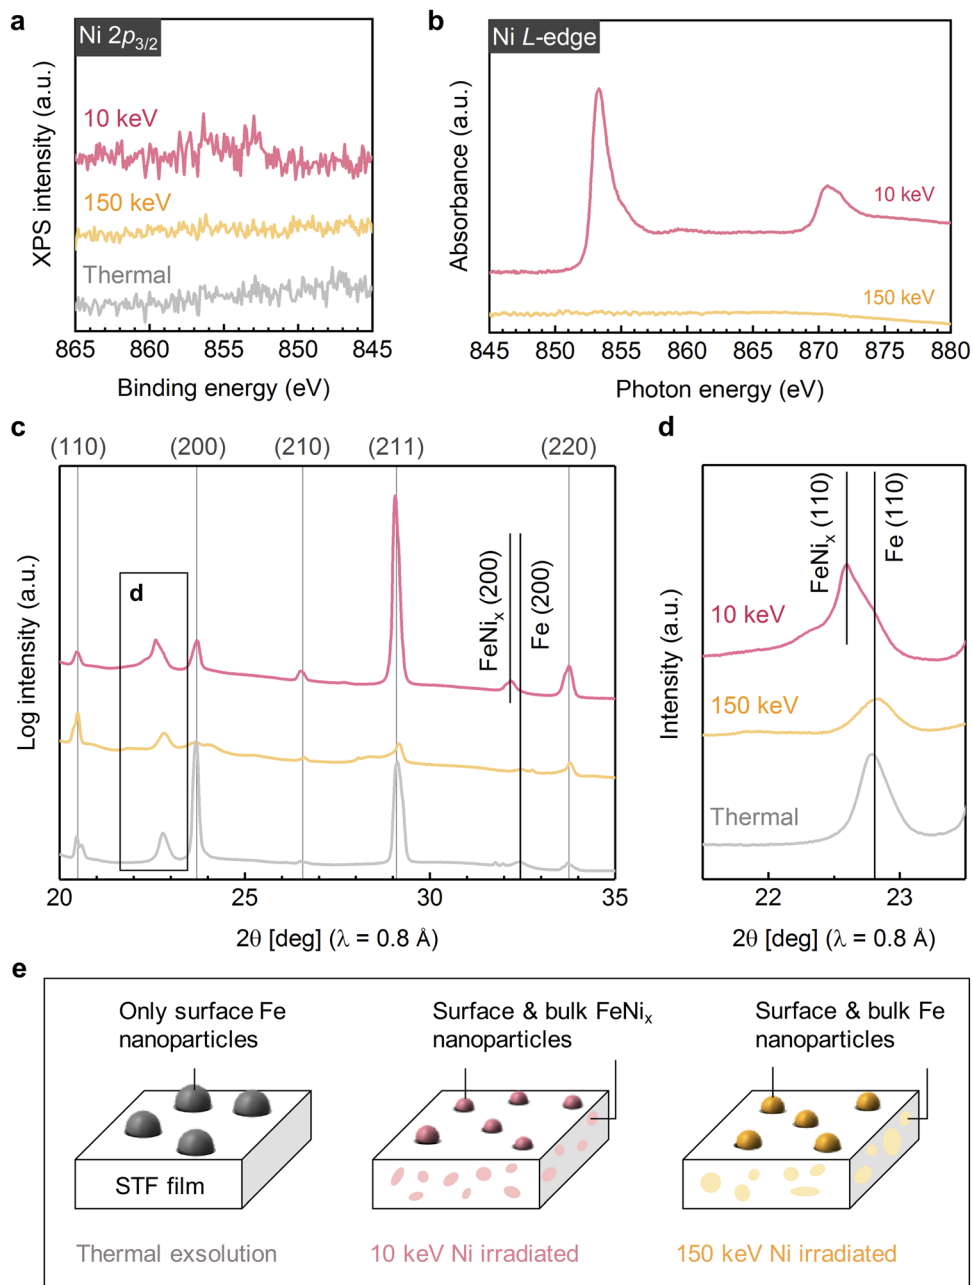 a
Ni 2p3/2
XPS intensity (a.u.)
10 keV
150 keV
Thermal
865 860 855 850 845
Binding energy (eV)
b
Ni L-edge
Absorbance (a.u.)
10 keV
150 keV
845 850 855 860 865 870 875 880
Photon energy (eV)
c
(110) (200) (210) (211) (220)
Log intensity (a.u.)
d
FeNix (200)
Fe (200)
20 25 30 35
2θ [deg] (λ = 0.8 Å)
d
FeNix (110)
Fe (110)
Intensity (a.u.)
10 keV
150 keV
Thermal
22 23
2θ [deg] (λ = 0.8 Å)
e
Only surface Fe
nanoparticles
STF film
Thermal exsolution
Surface & bulk FeNix
nanoparticles
10 keV Ni irradiated
Surface & bulk Fe
nanoparticles
150 keV Ni irradiated